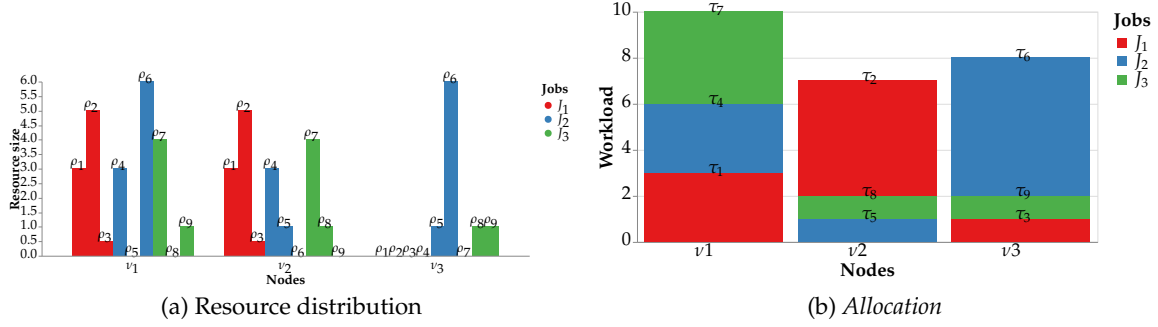 6.0
5.5
5.0
4.5
4.0
3.5
3.0
2.5
2.0
1.5
1.0
0.5
0.0
Resource size
ρ1
ρ2
ρ3
ρ4
ρ5
ρ6
ρ7
ρ8
ρ9
ρ1
ρ2
ρ3
ρ4
ρ5
ρ6
ρ7
ρ8
ρ9
ρ1ρ2ρ3ρ4
ρ5
ρ6
ρ7
ρ8ρ9
ν1 ν2 ν3
Nodes
Jobs
J1
J2
J3
(a) Resource distribution
10
8
6
4
2
0
Workload
τ7
τ4
τ1
τ2
τ8
τ5
τ6
τ9
τ3
ν1 ν2 ν3
Nodes
Jobs
J1
J2
J3
(b) Allocation